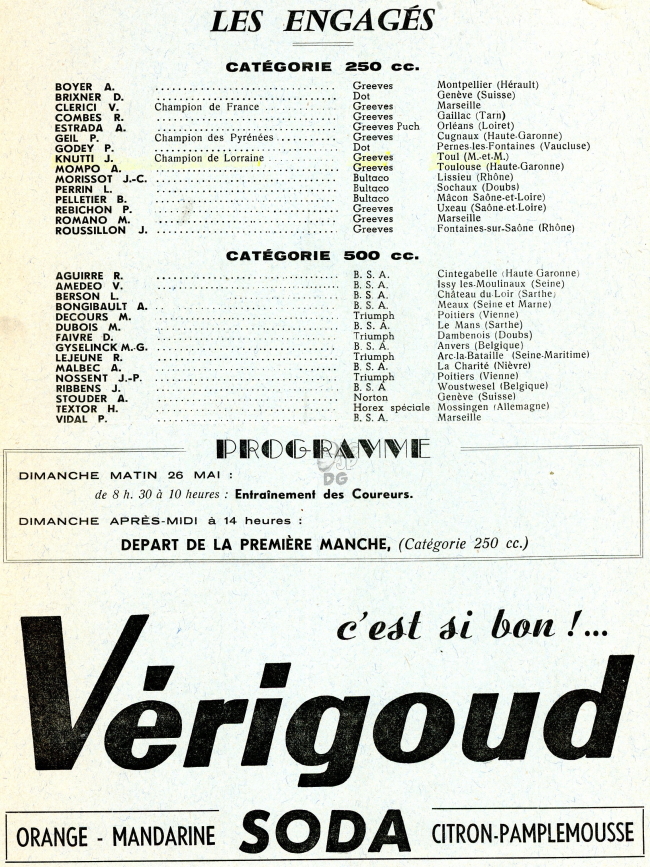 LES ENGAGÉS
CATÉGORIE 250 cc.
BOYER A. Greeves Montpellier (Hérault)
BRIXNER D. Dot Genève (Suisse)
CLERICI V. Champion de France Greeves Marseille
COMBES R. Greeves Gaillac (Tarn)
ESTRADA A. Greeves Puch Orléans (Loiret)
GEIL P. Champion des Pyrénées Greeves Cugnaux (Haute-Garonne)
GODEY P. Dot Pernes-les-Fontaines (Vaucluse)
KNUTTI J. Champion de Lorraine Greeves Toul (M.-et-M.)
MOMPO A. Greeves Toulouse (Haute-Garonne)
MORISSOT J.-C. Bultaco Lissieu (Rhône)
PERRIN L. Bultaco Sochaux (Doubs)
PELLETIER B. Bultaco Mâcon Saône-et-Loire)
REBICHON P. Greeves Uxeau (Saône-et-Loire)
ROMANO M. Greeves Marseille
ROUSSILLON J. Greeves Fontaines-sur-Saône (Rhône)
CATÉGORIE 500 cc.
AGUIRRE R. B. S. A. Cintegabelle (Haute Garonne)
AMEDEO V. B. S. A. Issy les-Moulinaux (Seine)
BERSON L. B. S. A. Château-du-Loir (Sarthe)
BONGIBAULT A. B. S. A. Meaux (Seine et Marne)
DECOURS M. Triumph Poitiers (Vienne)
DUBOIS M. B. S. A. Le Mans (Sarthe)
FAIVRE D. Triumph Dambenois (Doubs)
GYSELINCK M.-G. B. S. A. Anvers (Belgique)
LEJEUNE R. Triumph Arc-la-Bataille (Seine-Maritime)
MALBEC A. B. S. A. La Charité (Nièvre)
NOSSENT J.-P. Triumph Poitiers (Vienne)
RIBBENS J. B. S. A Woustwesel (Belgique)
STOUDER A. Norton Genève (Suisse)
TEXTOR H. Horex spéciale Mossingen (Allemagne)
VIDAL P. B. S. A. Marseille
PROGRAMME
DG
DIMANCHE MATIN 26 MAI :
de 8 h. 30 à 10 heures : Entraînement des Coureurs.
DIMANCHE APRÈS-MIDI à 14 heures :
DEPART DE LA PREMIÈRE MANCHE, (Catégorie 250 cc.)
c'est si bon !...
Vérigoud
ORANGE - MANDARINE SODA CITRON-PAMPLEMOUSSE